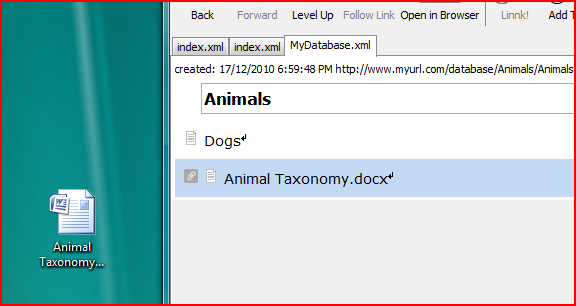 Back Forward Level Up Follow Link Open in Browser Linnk! Add T
index.xml index.xml MyDatabase.xml
created: 17/12/2010 6:59:48 PM http://www.myurl.com/database/Animals/Animals
Animals
Dogs
Animal Taxonomy.docx
Animal
Taxonomy...